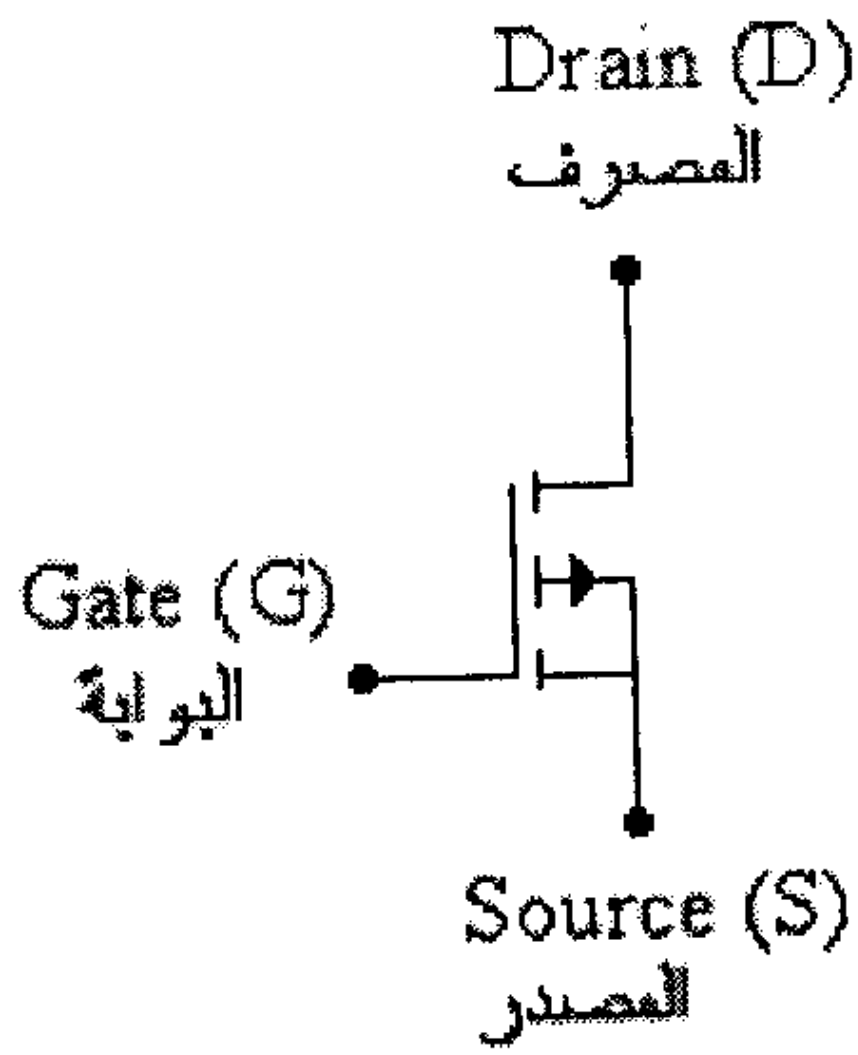 Drain (D)
المصرف
Gate (G)
البوابة
Source (S)
المصدر